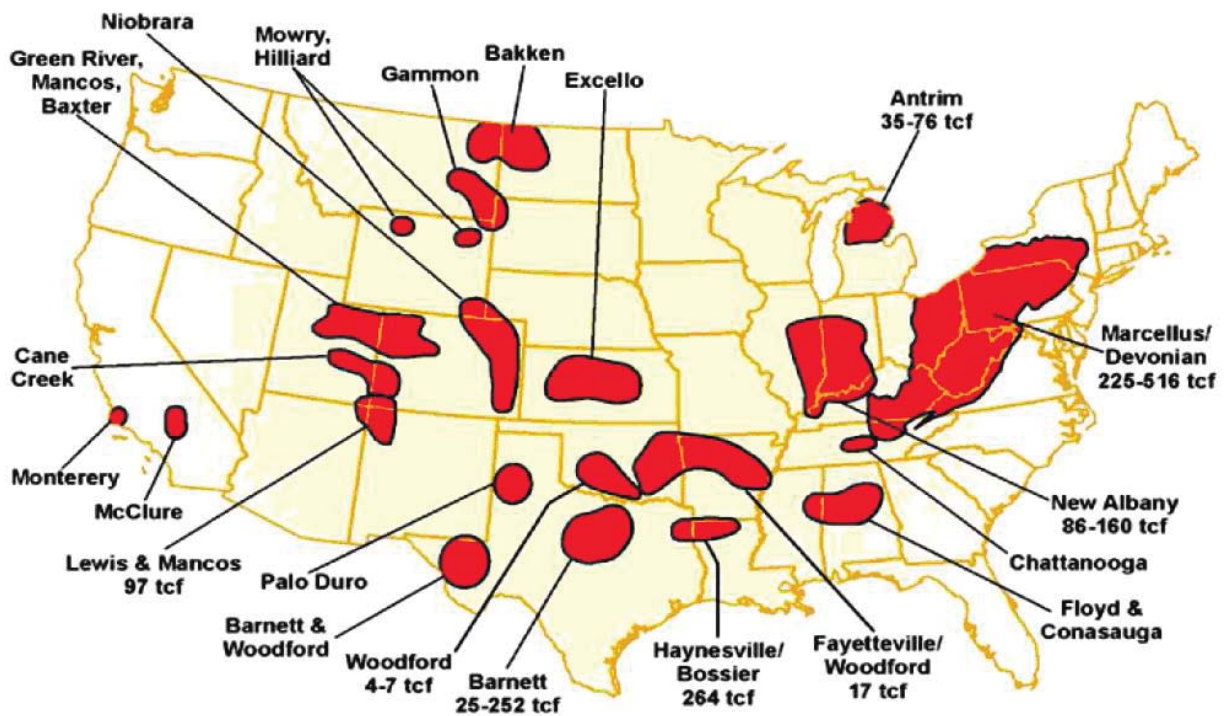 Niobrara
Mowry,
Hilliard
Bakken
Green River,
Mancos,
Baxter
Gammon
Excello
Antrim
35-76 tcf
Marcellus/
Devonian
225-516 tcf
Cane
Creek
Monterery
McClure
New Albany
86-160 tcf
Lewis & Mancos
97 tcf
Palo Duro
Chattanooga
Barnett &
Woodford
Floyd &
Conasauga
Woodford
4-7 tcf
Barnett
25-252 tcf
Haynesville/
Bossier
264 tcf
Fayetteville/
Woodford
17 tcf